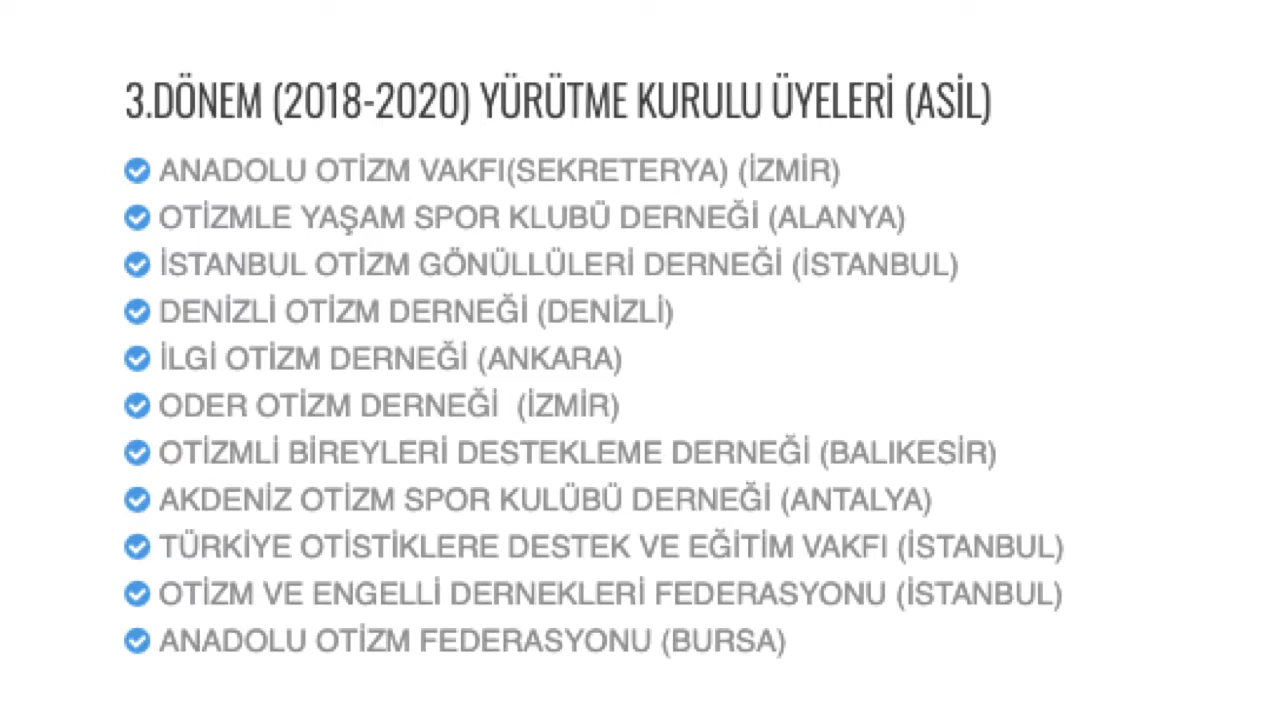 3.DÖNEM (2018-2020) YÜRÜTME KURULU ÜYELERİ (ASİL)
ANADOLU OTİZM VAKFI(SEKRETERYA) (İZMİR)
OTİZMLE YAŞAM SPOR KLUBÜ DERNEĞİ (ALANYA)
İSTANBUL OTİZM GÖNÜLLÜLERİ DERNEĞİ (İSTANBUL)
DENİZLİ OTİZM DERNEĞİ (DENİZLİ)
İLGİ OTİZM DERNEĞİ (ANKARA)
ODER OTİZM DERNEĞİ  (İZMİR)
OTİZMLİ BİREYLERİ DESTEKLEME DERNEĞİ (BALIKESİR)
AKDENİZ OTİZM SPOR KULÜBÜ DERNEĞİ (ANTALYA)
TÜRKİYE OTİSTİKLERE DESTEK VE EĞİTİM VAKFI (İSTANBUL)
OTİZM VE ENGELLİ DERNEKLERİ FEDERASYONU (İSTANBUL)
ANADOLU OTİZM FEDERASYONU (BURSA)